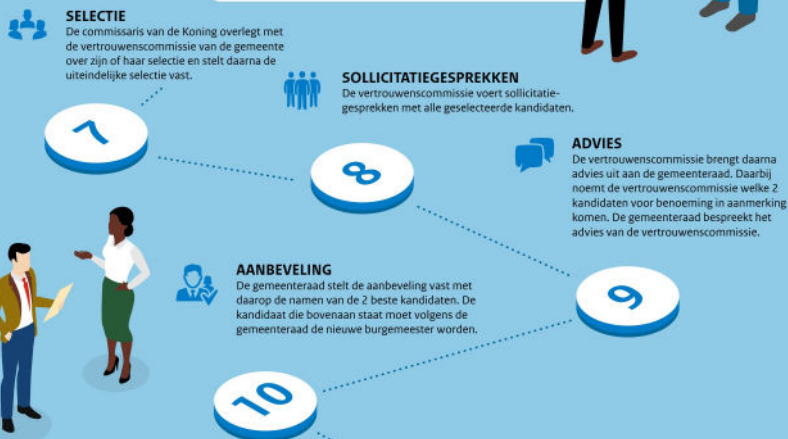 SELECTIE
De commissaris van de Koning overlegt met
de vertrouwenscommissie van de gemeente
over zijn of haar selectie en stelt daarna de
uiteindelijke selectie vast.
7
SOLLICITATIEGESPREKKEN
De vertrouwenscommissie voert sollicitatie-
gesprekken met alle geselecteerde kandidaten.
8
ADVIES
De vertrouwenscommissie brengt daarna
advies uit aan de gemeenteraad. Daarbij
noemt de vertrouwenscommissie welke 2
kandidaten voor benoeming in aanmerking
komen. De gemeenteraad bespreekt het
advies van de vertrouwenscommissie.
9
AANBEVELING
De gemeenteraad stelt de aanbeveling vast met
daarop de namen van de 2 beste kandidaten. De
kandidaat die bovenaan staat moet volgens de
gemeenteraad de nieuwe burgemeester worden.
10